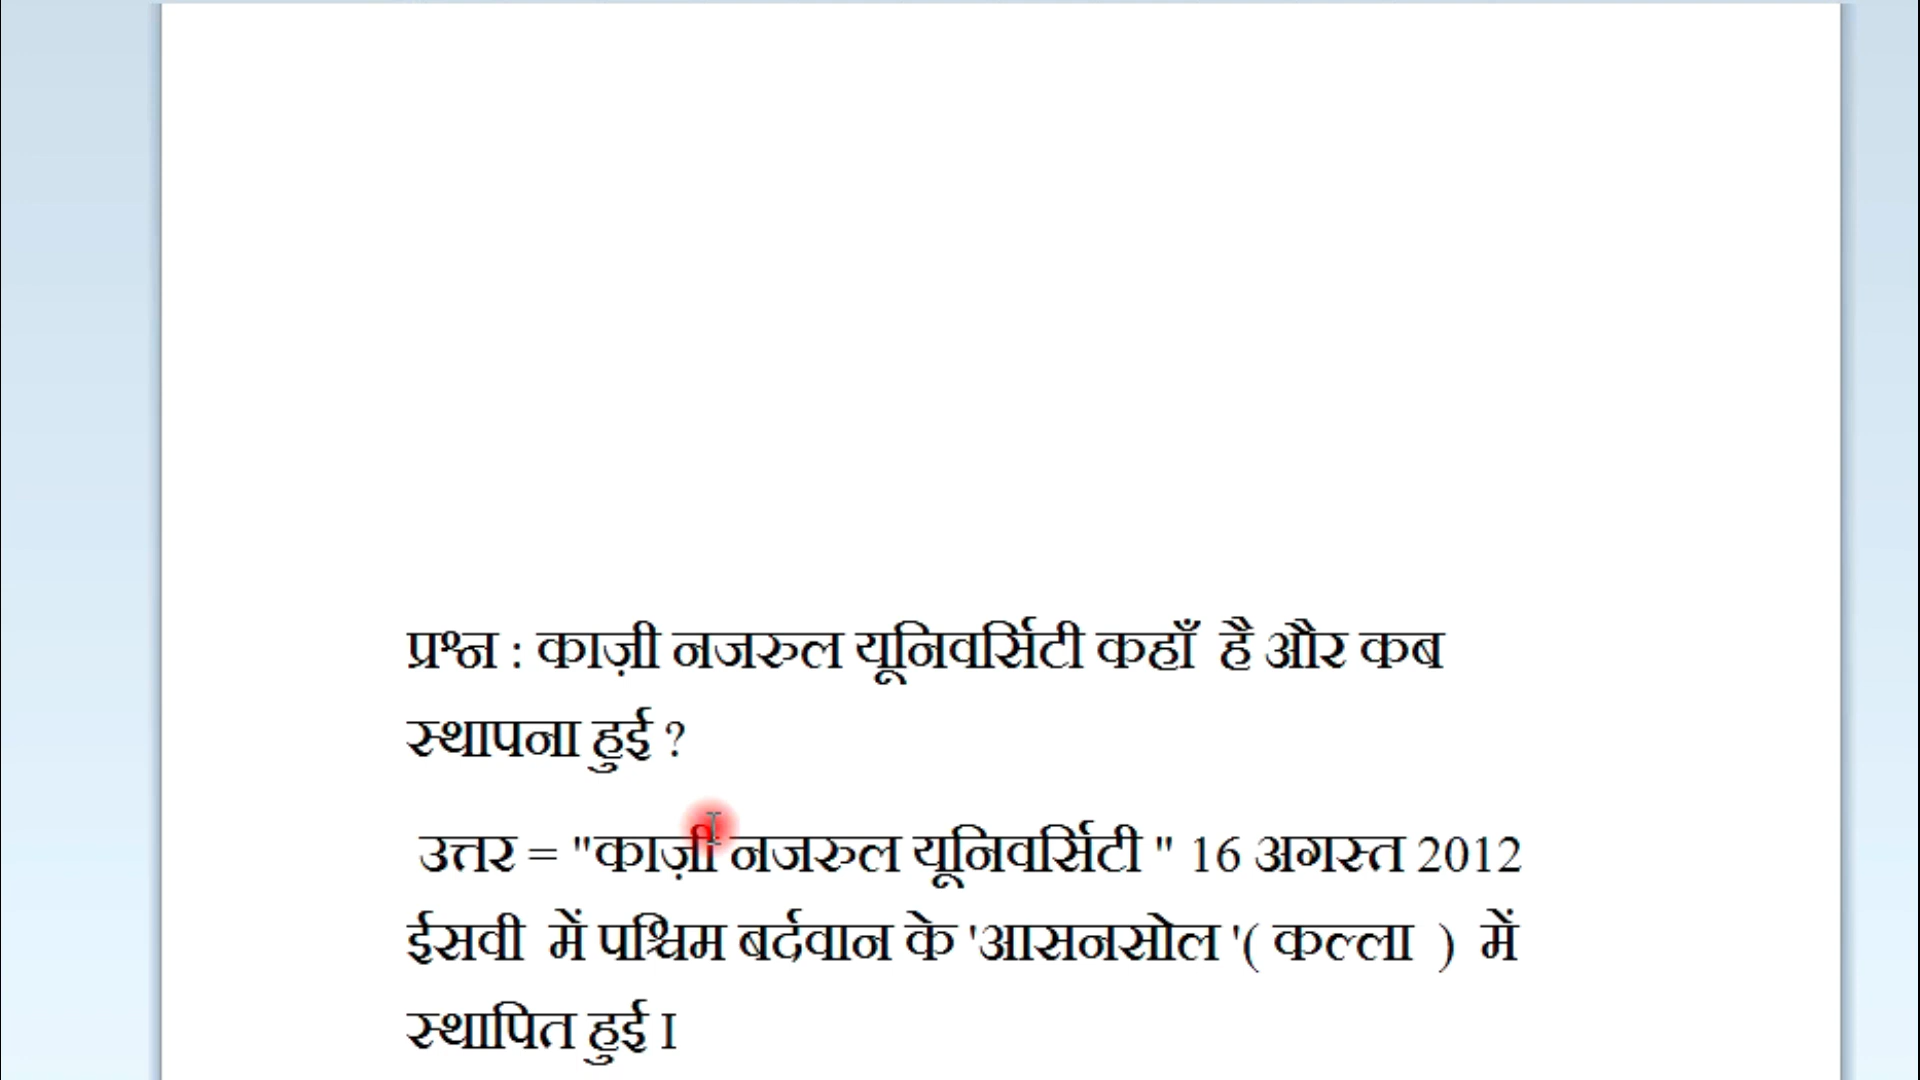 प्रश्न : काज़ी नजरुल यूनिवर्सिटी कहाँ है और कब
स्थापना हुई ?
उत्तर = "काज़ी नजरुल यूनिवर्सिटी " 16 अगस्त 2012
ईसवी में पश्चिम बर्दवान के 'आसनसोल '( कल्ला ) में
स्थापित हुई I